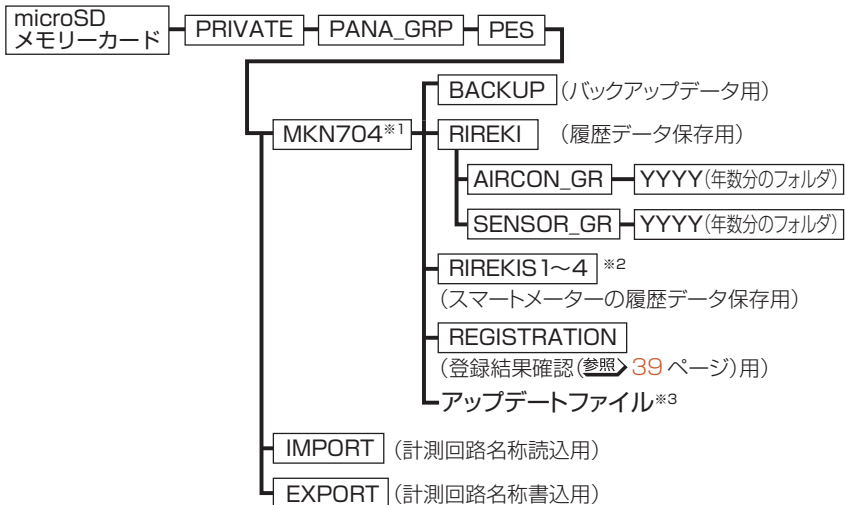 microSD
メモリーカード
PRIVATE
PANA_GRP
PES
BACKUP (バックアップデータ用)
MKN704※1
RIREKI (履歴データ保存用)
AIRCON_GR
YYYY(年数分のフォルダ)
SENSOR_GR
YYYY(年数分のフォルダ)
RIREKIS1〜4 ※2
(スマートメーターの履歴データ保存用)
REGISTRATION
(登録結果確認(参照 39 ページ)用)
アップデートファイル※3
IMPORT (計測回路名称読込用)
EXPORT (計測回路名称書込用)